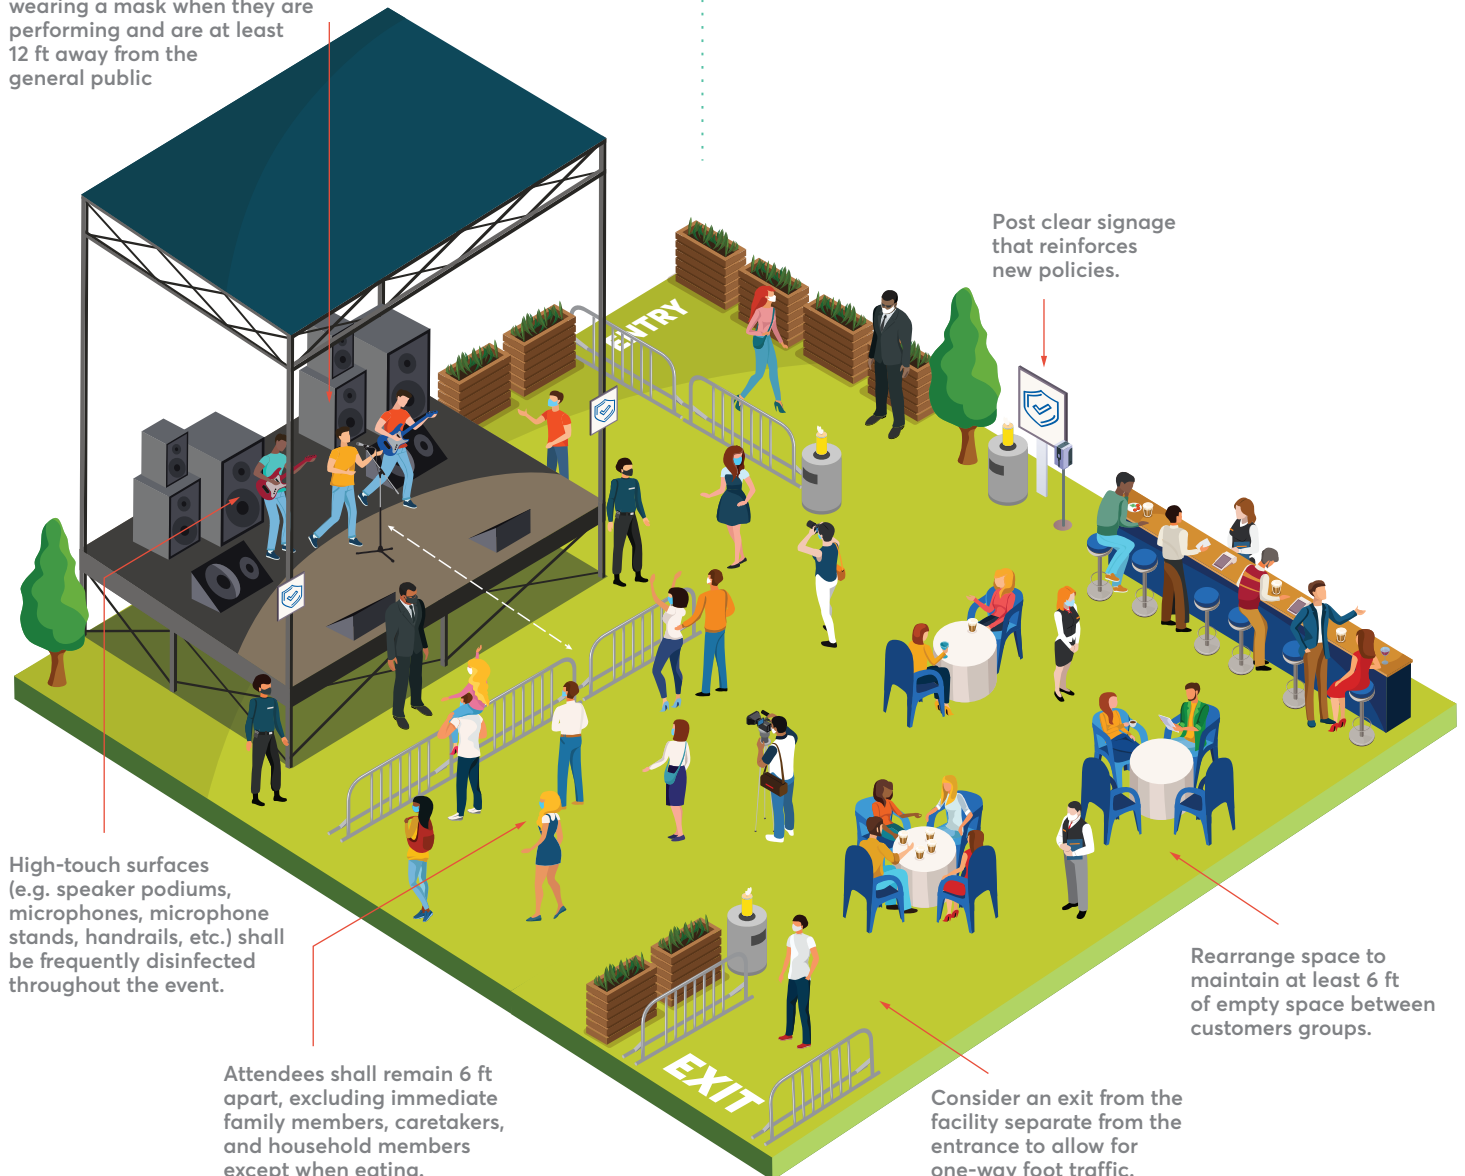 wearing a mask when they are
performing and are at least
12 ft away from the
general public
Post clear signage
that reinforces
new policies.
ENTRY
High-touch surfaces
(e.g. speaker podiums,
microphones, microphone
stands, handrails, etc.) shall
be frequently disinfected
throughout the event.
Rearrange space to
maintain at least 6 ft
of empty space between
customers groups.
EXIT
Attendees shall remain 6 ft
apart, excluding immediate
family members, caretakers,
and household members
except when eating.
Consider an exit from the
facility separate from the
entrance to allow for
one-way foot traffic.